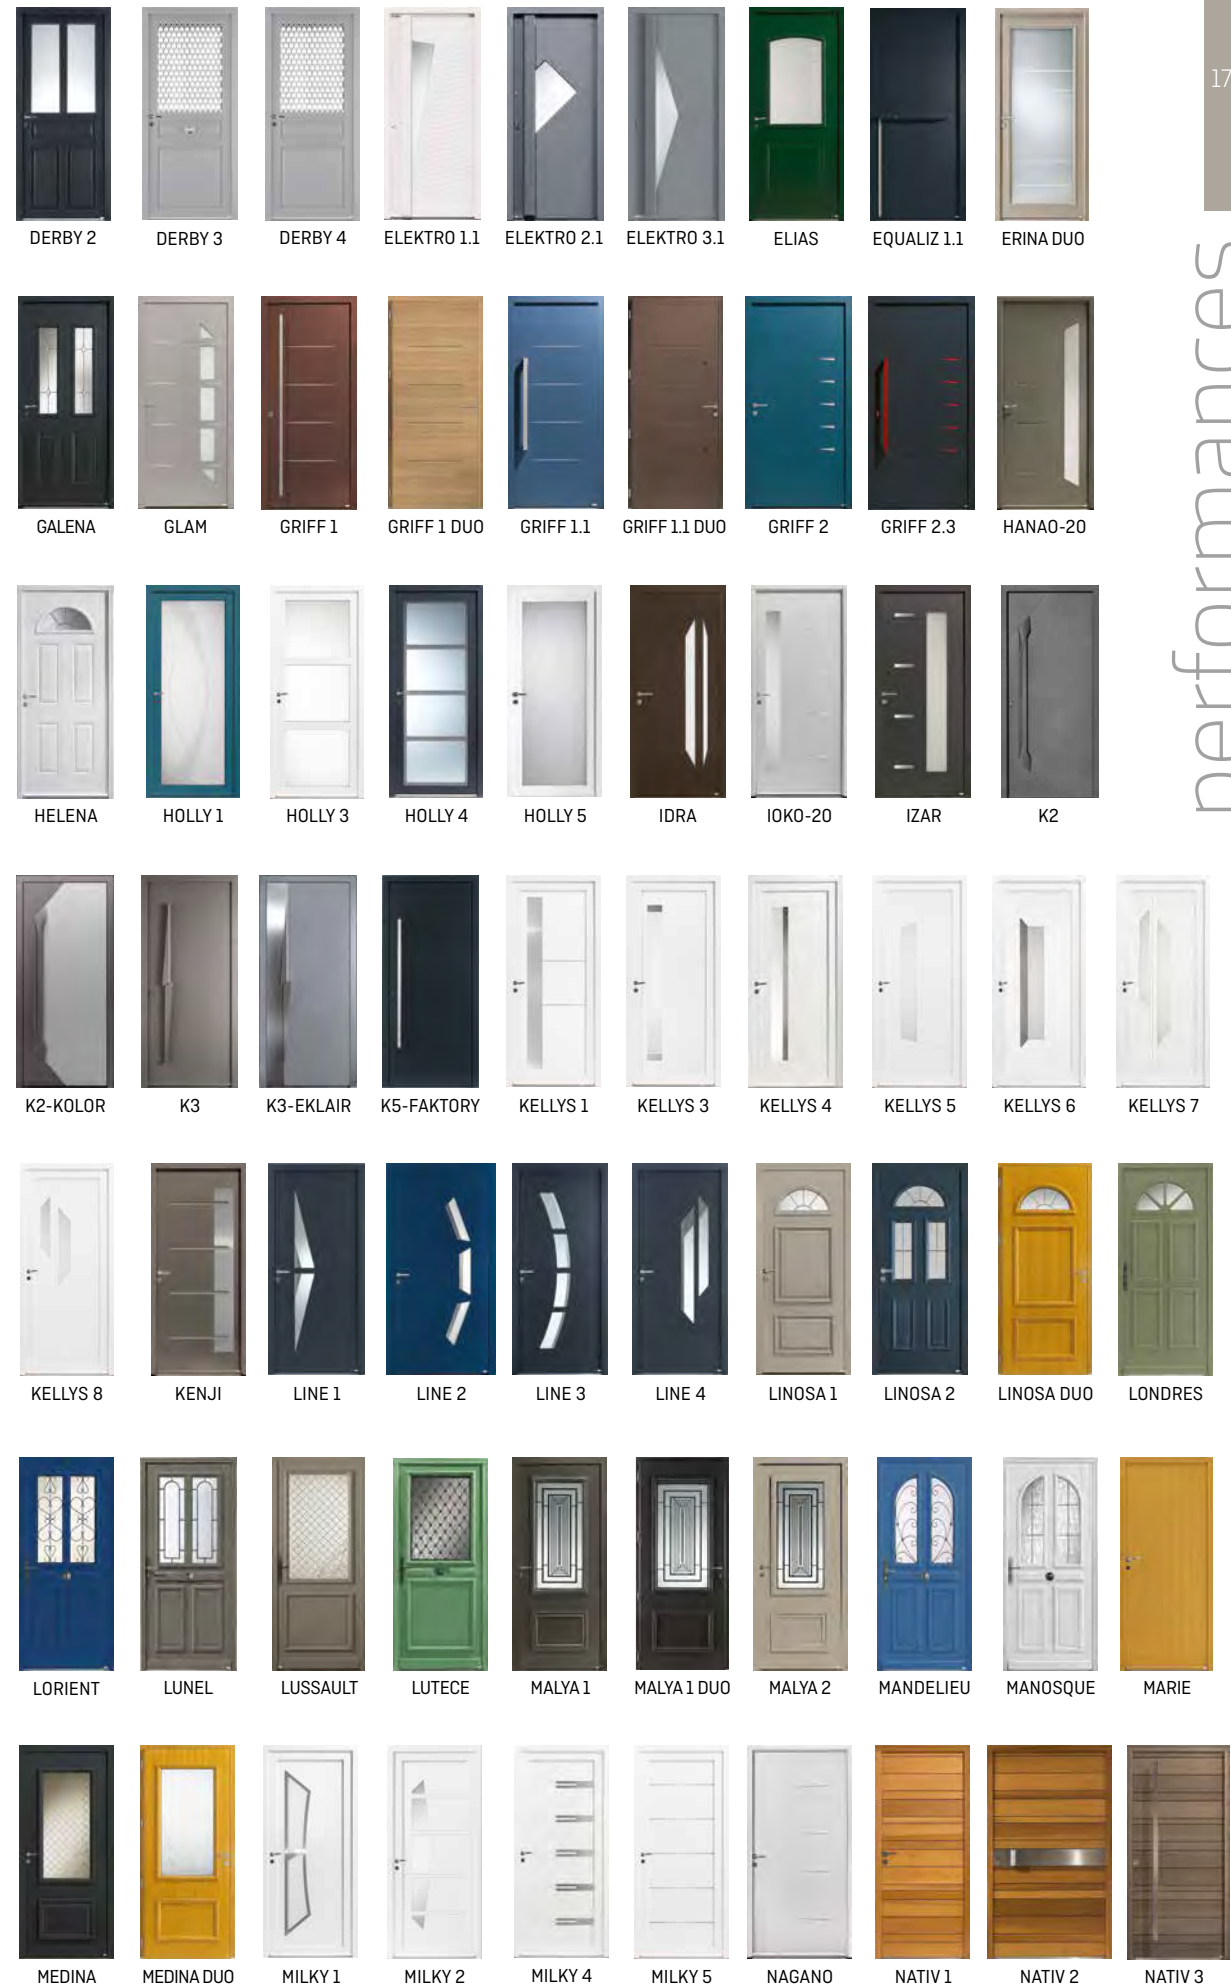 17
DERBY 2 DERBY 3 DERBY 4 ELEKTRO 1.1 ELEKTRO 2.1 ELEKTRO 3.1 ELIAS EQUALIZ 1.1 ERINA DUO
performances
GALENA GLAM GRIFF 1 GRIFF 1 DUO GRIFF 1.1 GRIFF 1.1 DUO GRIFF 2 GRIFF 2.3 HANAO-20
HELENA HOLLY 1 HOLLY 3 HOLLY 4 HOLLY 5 IDRA IOKO-20 IZAR K2
K2-KOLOR K3 K3-EKLAIR K5-FAKTORY KELLYS 1 KELLYS 3 KELLYS 4 KELLYS 5 KELLYS 6 KELLYS 7
KELLYS 8 KENJI LINE 1 LINE 2 LINE 3 LINE 4 LINOSA 1 LINOSA 2 LINOSA DUO LONDRES
LORIENT LUNEL LUSSAULT LUTECE MALYA 1 MALYA 1 DUO MALYA 2 MANDELIEU MANOSQUE MARIE
MEDINA MEDINA DUO MILKY 1 MILKY 2 MILKY 4 MILKY 5 NAGANO NATIV 1 NATIV 2 NATIV 3